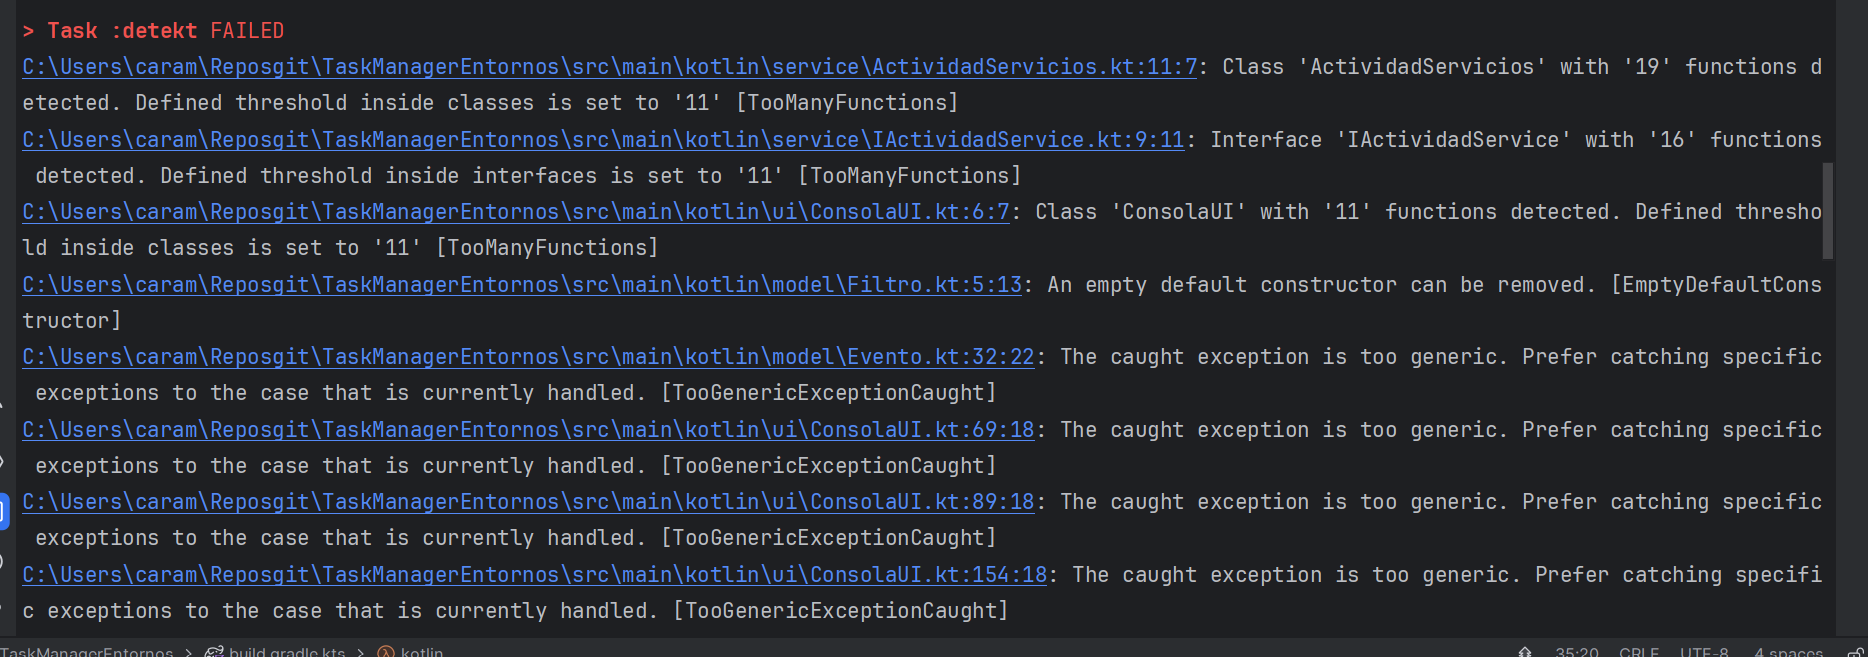 > Task :detekt FAILED
C:\Users\caram\Reposgit\TaskManagerEntornos\src\main\kotlin\service\ActividadServicios.kt:11:7: Class 'ActividadServicios' with '19' functions d
etected. Defined threshold inside classes is set to '11' [TooManyFunctions]
C:\Users\caram\Reposgit\TaskManagerEntornos\src\main\kotlin\service\IActividadService.kt:9:11: Interface 'IActividadService' with '16' functions
 detected. Defined threshold inside interfaces is set to '11' [TooManyFunctions]
C:\Users\caram\Reposgit\TaskManagerEntornos\src\main\kotlin\ui\ConsolaUI.kt:6:7: Class 'ConsolaUI' with '11' functions detected. Defined thresho
ld inside classes is set to '11' [TooManyFunctions]
C:\Users\caram\Reposgit\TaskManagerEntornos\src\main\kotlin\model\Filtro.kt:5:13: An empty default constructor can be removed. [EmptyDefaultCons
tructor]
C:\Users\caram\Reposgit\TaskManagerEntornos\src\main\kotlin\model\Evento.kt:32:22: The caught exception is too generic. Prefer catching specific
 exceptions to the case that is currently handled. [TooGenericExceptionCaught]
C:\Users\caram\Reposgit\TaskManagerEntornos\src\main\kotlin\ui\ConsolaUI.kt:69:18: The caught exception is too generic. Prefer catching specific
 exceptions to the case that is currently handled. [TooGenericExceptionCaught]
C:\Users\caram\Reposgit\TaskManagerEntornos\src\main\kotlin\ui\ConsolaUI.kt:89:18: The caught exception is too generic. Prefer catching specific
 exceptions to the case that is currently handled. [TooGenericExceptionCaught]
C:\Users\caram\Reposgit\TaskManagerEntornos\src\main\kotlin\ui\ConsolaUI.kt:154:18: The caught exception is too generic. Prefer catching specifi
c exceptions to the case that is currently handled. [TooGenericExceptionCaught]
TaskManagerEntornos > build.gradle.kts > kotlin 35:20 CRLF UTF-8 4 spaces